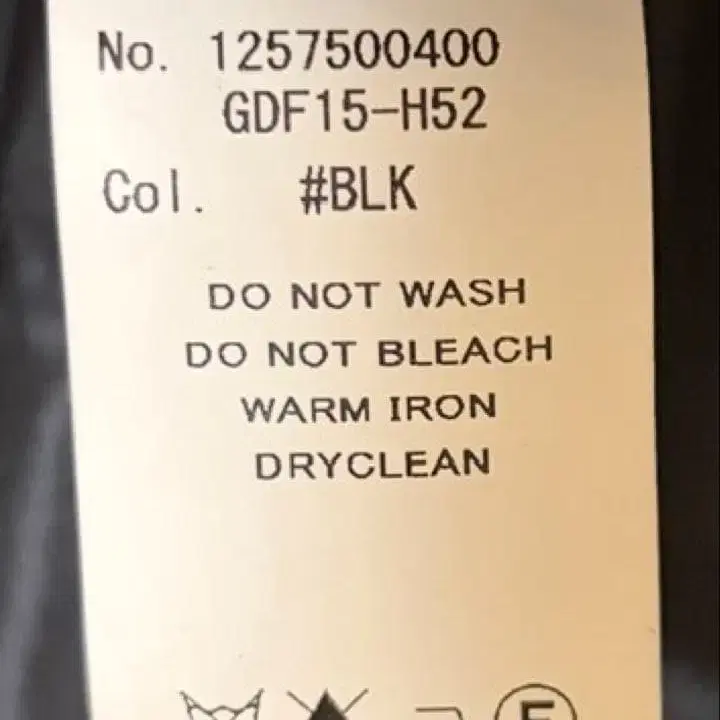 No. 1257500400
GDF15-H52
Col. #BLK
DO NOT WASH
DO NOT BLEACH
WARM IRON
DRYCLEAN